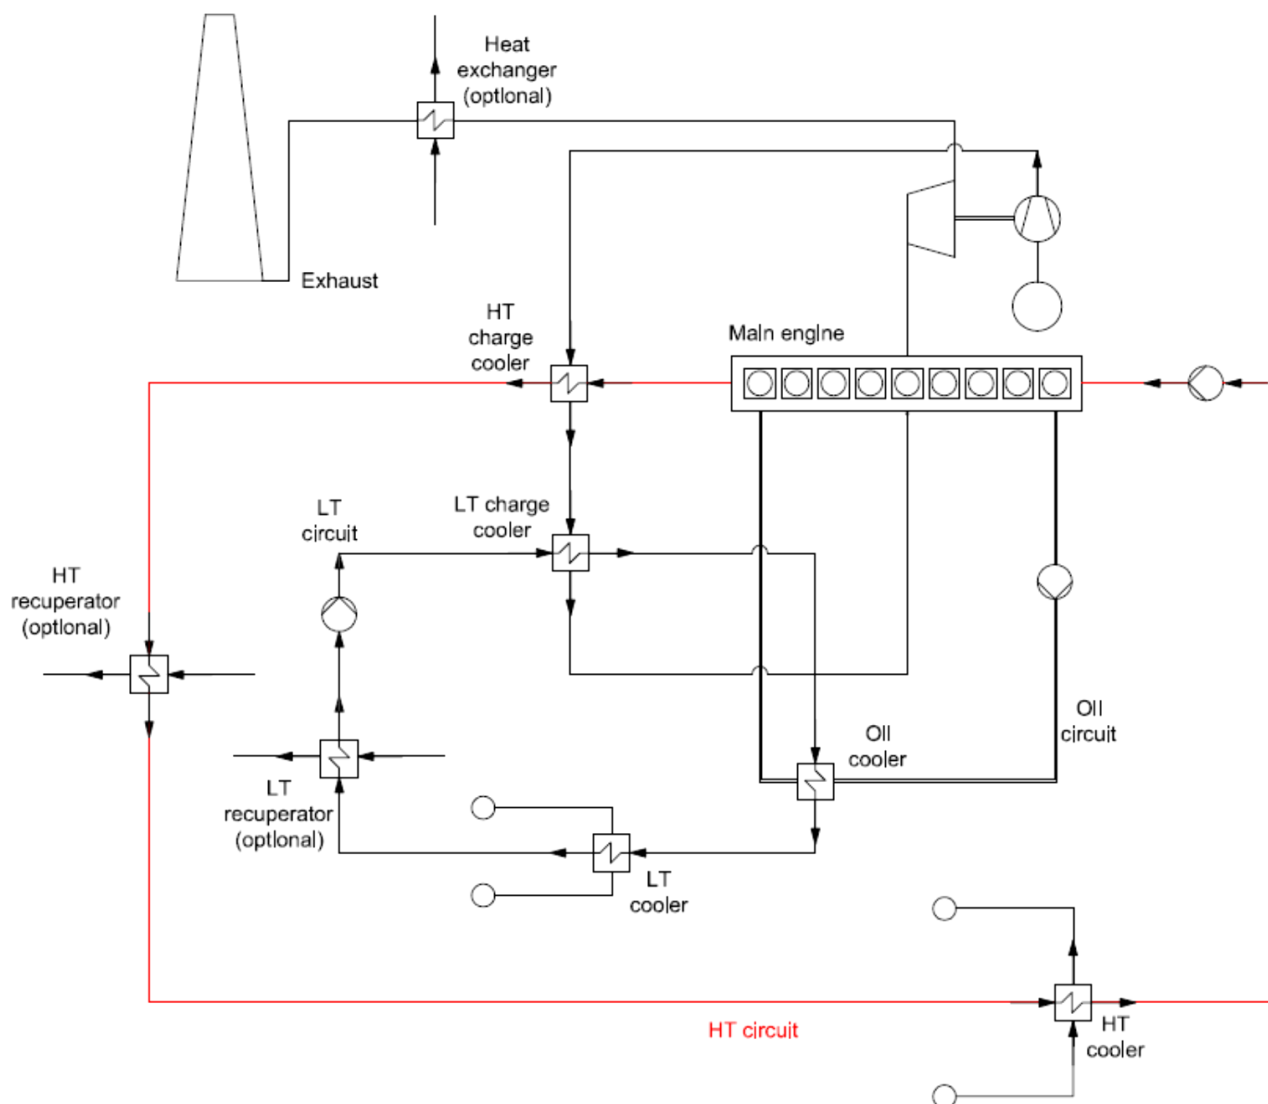 Heat
exchanger
(optional)
Exhaust
HT
charge
cooler
Main engine
LT
circuit
LT charge
cooler
HT
recuperator
(optional)
Oil
circuit
Oil
cooler
LT
recuperator
(optional)
LT
cooler
HT circuit
HT
cooler